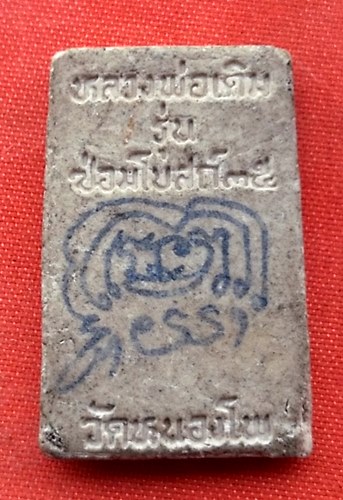 หลวงพ่อเดิม
รุ่น
ซ่อมโบสถ์๓๕
วัดหนองโพ